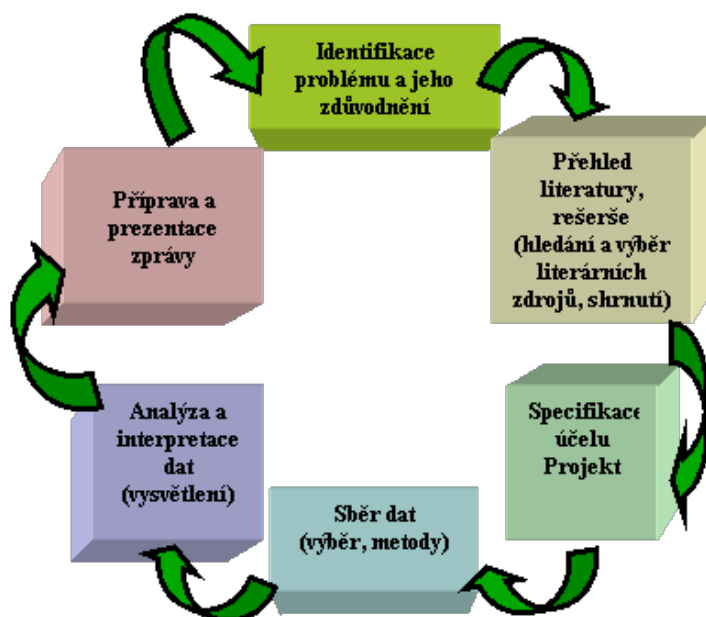 Identifikace
problému a jeho
zdůvodnění
Přehled
literatury,
rešerše
(hledání a výběr
literárních
zdrojů, shrnutí)
Specifikace
účelu
Projekt
Sběr dat
(výběr, metody)
Analýza a
interpretace
dat
(vysvětlení)
Příprava a
prezentace
zprávy